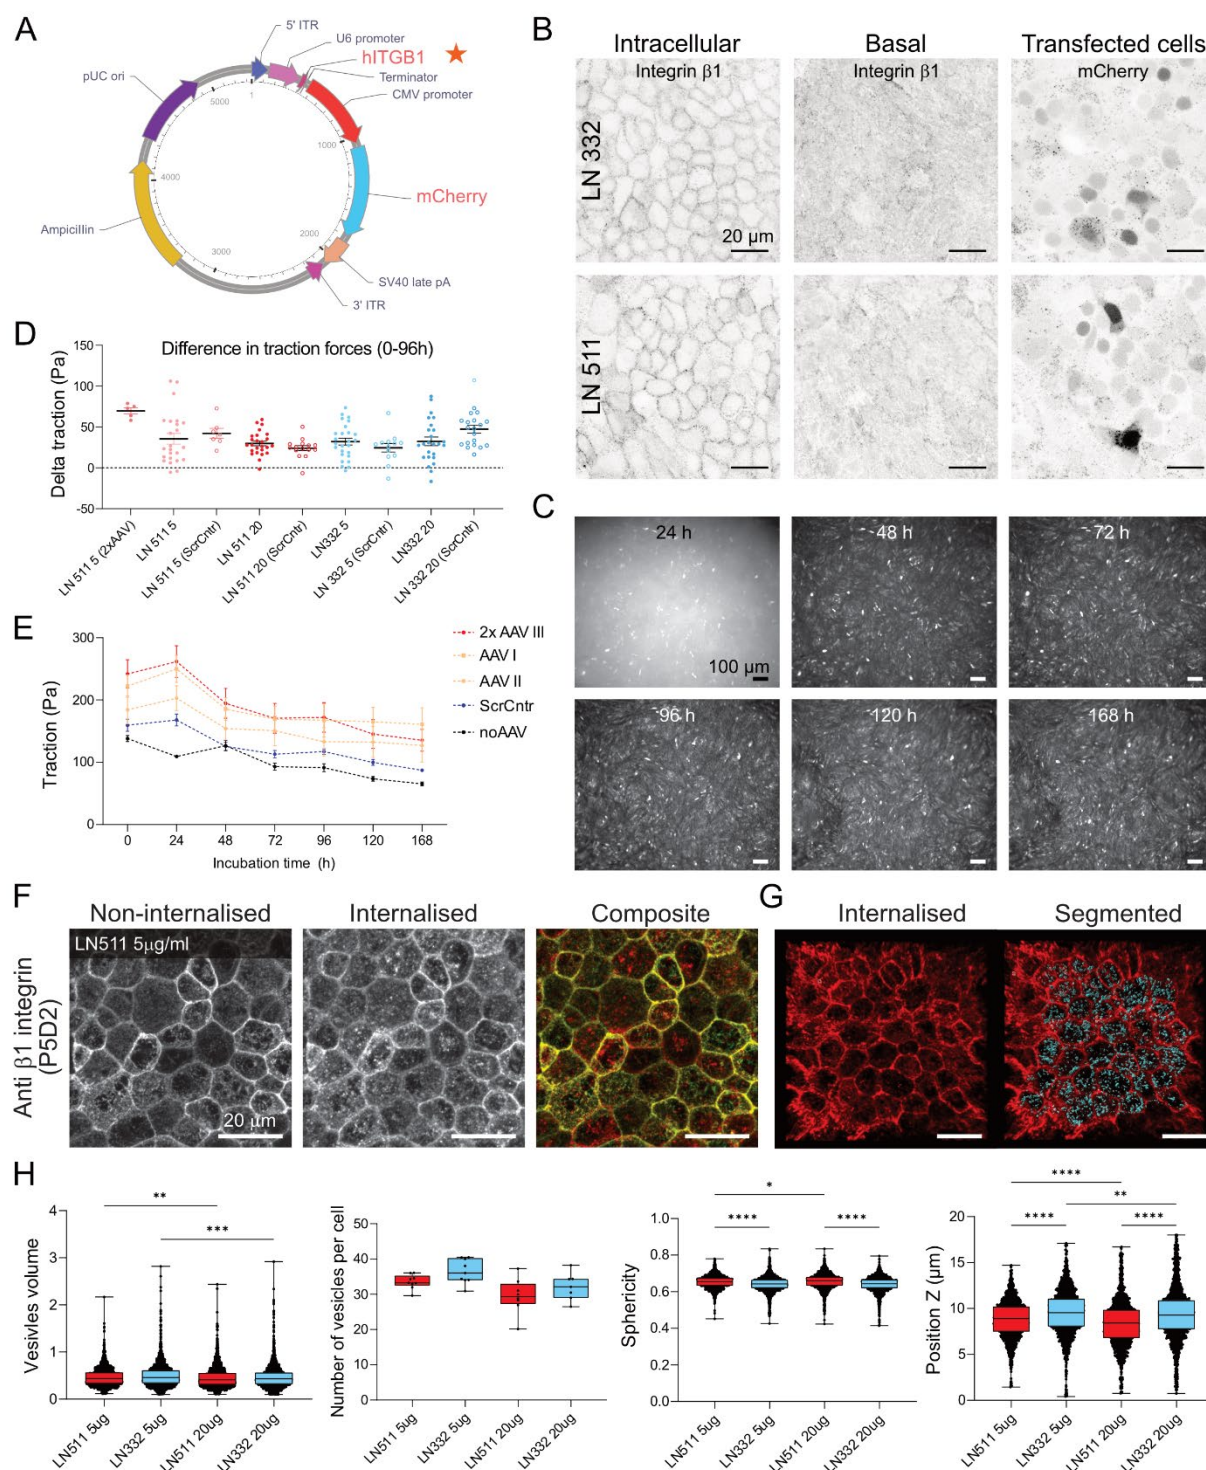 A
5' ITR
U6 promoter
hITGB1
Terminator
CMV promoter
pUC ori
5000
1
1000
4000
mCherry
Ampicillin
2000
3000
SV40 late pA
3' ITR
B
Intracellular
Basal
Transfected cells
Integrin β1
Integrin β1
mCherry
LN 332
20 µm
LN 511
C
24 h
48 h
72 h
100 µm
96 h
120 h
168 h
D
Difference in traction forces (0-96h)
Delta traction (Pa)
150
100
50
0
-50
LN 511 5 (2xAAV)
LN 511 5
LN 511 5 (ScrCntr)
LN 511 20
LN 511 20 (ScrCntr)
LN332 5
LN 332 5 (ScrCntr)
LN332 20
LN 332 20 (ScrCntr)
E
Traction (Pa)
300
200
100
0
0
24
48
72
96
120
168
Incubation time (h)
2x AAV III
AAV I
AAV II
ScrCntr
noAAV
F
Non-internalised
Internalised
Composite
LN511 5µg/ml
Anti β1 integrin
(P5D2)
20 µm
G
Internalised
Segmented
H
Vesivles volume
4
3
2
1
0
**
***
LN511 5ug
LN332 5ug
LN511 20ug
LN332 20ug
Number of vesicles per cell
50
40
30
20
10
0
LN511 5ug
LN332 5ug
LN511 20ug
LN332 20ug
Sphericity
1.0
0.8
0.6
0.4
0.2
0.0
*
****
****
LN511 5ug
LN332 5ug
LN511 20ug
LN332 20ug
Position Z (µm)
20
15
10
5
0
****
**
****
****
LN511 5ug
LN332 5ug
LN511 20ug
LN332 20ug